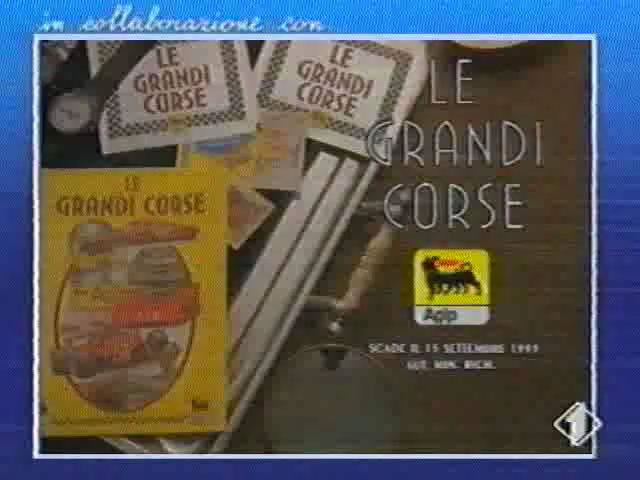 in collaborazione con
LE
GRANDI
CORSE
LE
GRANDI
CORSE
LE
GRANDI CORSE
LE
GRANDI
CORSE
Agip
SCADE IL 15 SETTEMBRE
AUT. MIN. RICH.
1